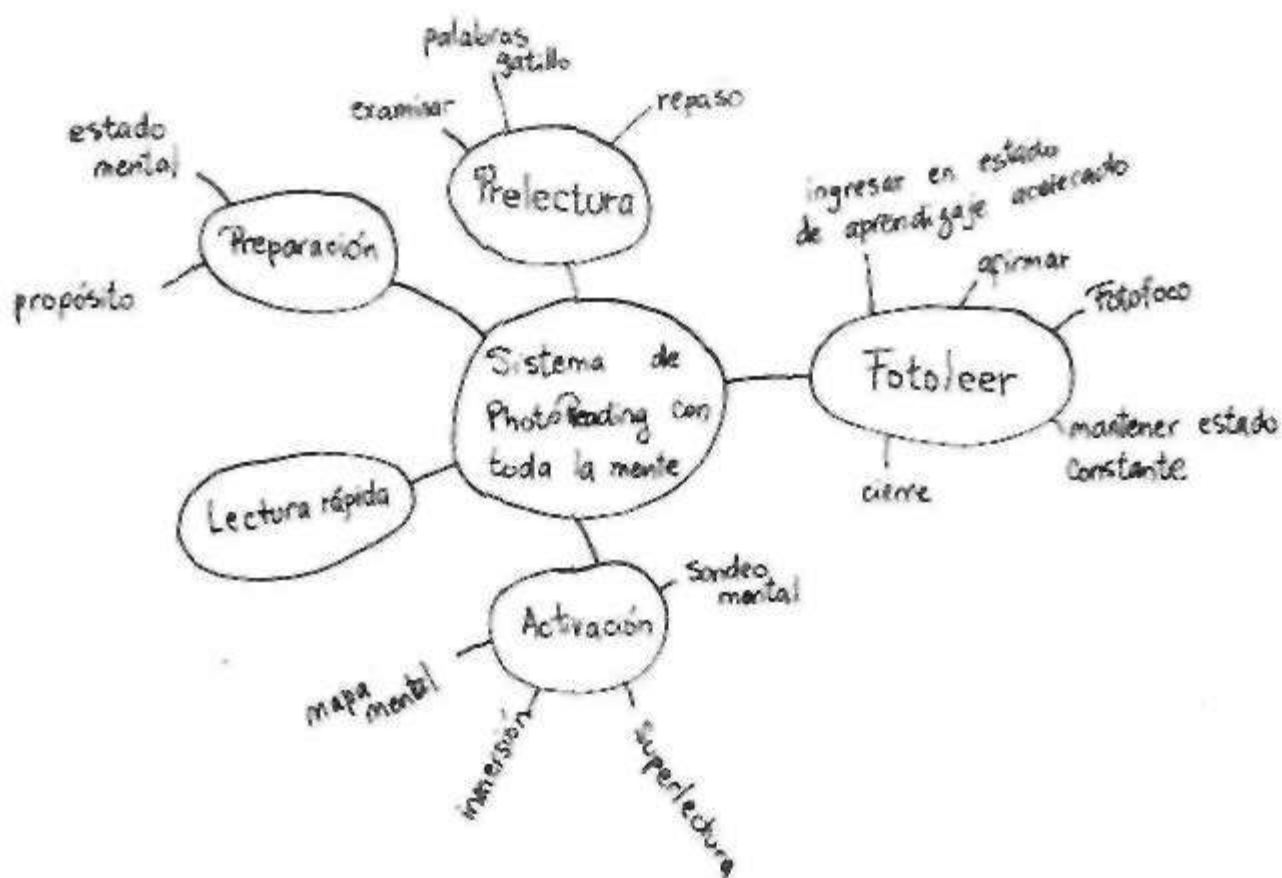 palabras
gatillo
examinar
repaso
Prelectura
estado
mental
Preparación
propósito
ingresar en estado
de aprendizaje acelerado
afirmar
Fotofoco
Fotoleer
mantener estado
constante
cierre
Sistema de
PhotoReading con
toda la mente
Lectura rápida
Activación
sondeo
mental
mapa
mental
inmersión
superlectura